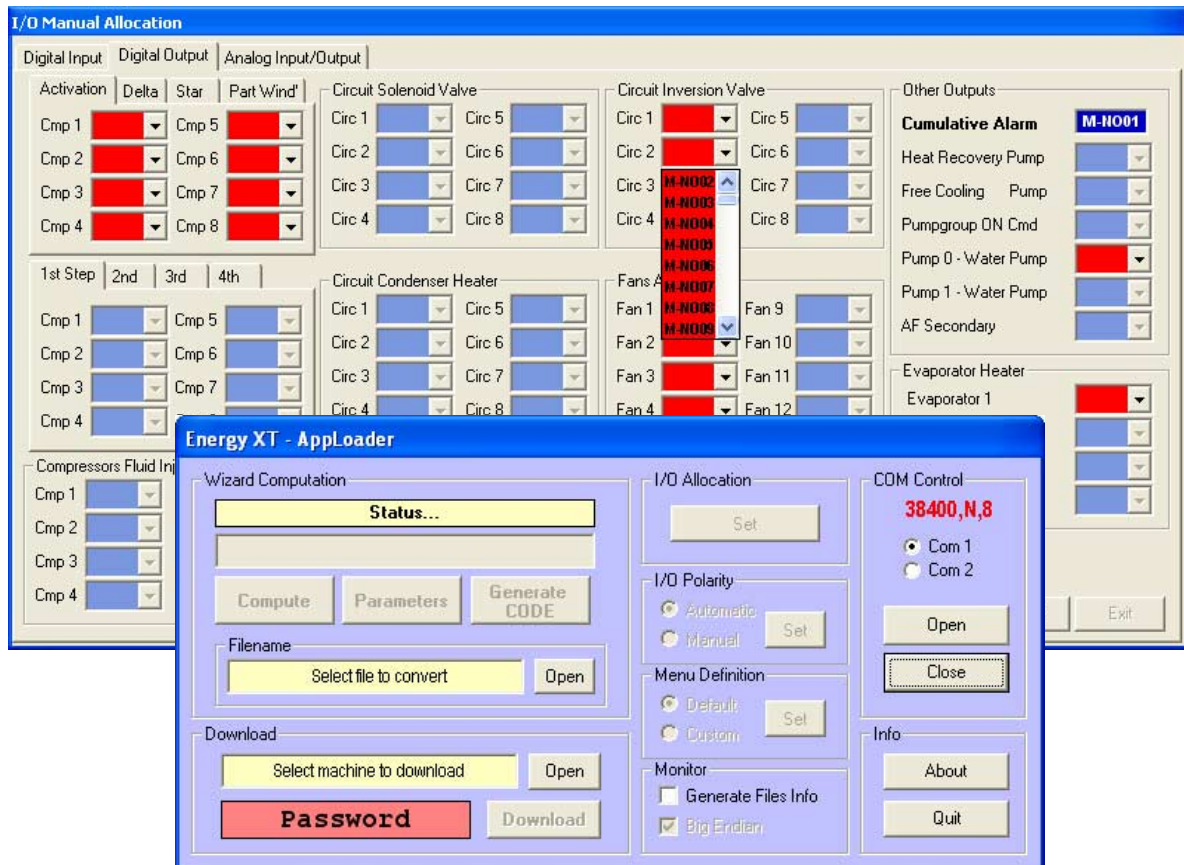 I/O Manual Allocation
Digital Input Digital Output Analog Input/Output
Activation Delta Star Part Wind'
Cmp 1 Cmp 5
Cmp 2 Cmp 6
Cmp 3 Cmp 7
Cmp 4 Cmp 8
Circuit Solenoid Valve
Circ 1 Circ 5
Circ 2 Circ 6
Circ 3 Circ 7
Circ 4 Circ 8
Circuit Inversion Valve
Circ 1 Circ 5
Circ 2 Circ 6
Circ 3 Circ 7
Circ 4 Circ 8
M-NO02
M-NO03
M-NO04
M-NO05
M-NO06
M-NO07
M-NO08
M-NO09
Other Outputs
Cumulative Alarm M-NO01
Heat Recovery Pump
Free Cooling Pump
Pumpgroup ON Cmd
Pump 0 - Water Pump
Pump 1 - Water Pump
AF Secondary
1st Step 2nd 3rd 4th
Cmp 1 Cmp 5
Cmp 2 Cmp 6
Cmp 3 Cmp 7
Cmp 4
Circuit Condenser Heater
Circ 1 Circ 5
Circ 2 Circ 6
Circ 3 Circ 7
Circ 4 Circ 8
Fans A
Fan 1 Fan 9
Fan 2 Fan 10
Fan 3 Fan 11
Fan 4 Fan 12
Evaporator Heater
Evaporator 1
Compressors Fluid Inj
Cmp 1
Cmp 2
Cmp 3
Cmp 4
Exit
Energy XT - AppLoader
Wizard Computation
Status...
Compute Parameters Generate CODE
Filename
Select file to convert Open
Download
Select machine to download Open
Password Download
I/O Allocation
Set
I/O Polarity
Automatic
Manual Set
Menu Definition
Default
Custom Set
Monitor
Generate Files Info
Big Endian
COM Control
38400,N,8
Com 1
Com 2
Open
Close
Info
About
Quit